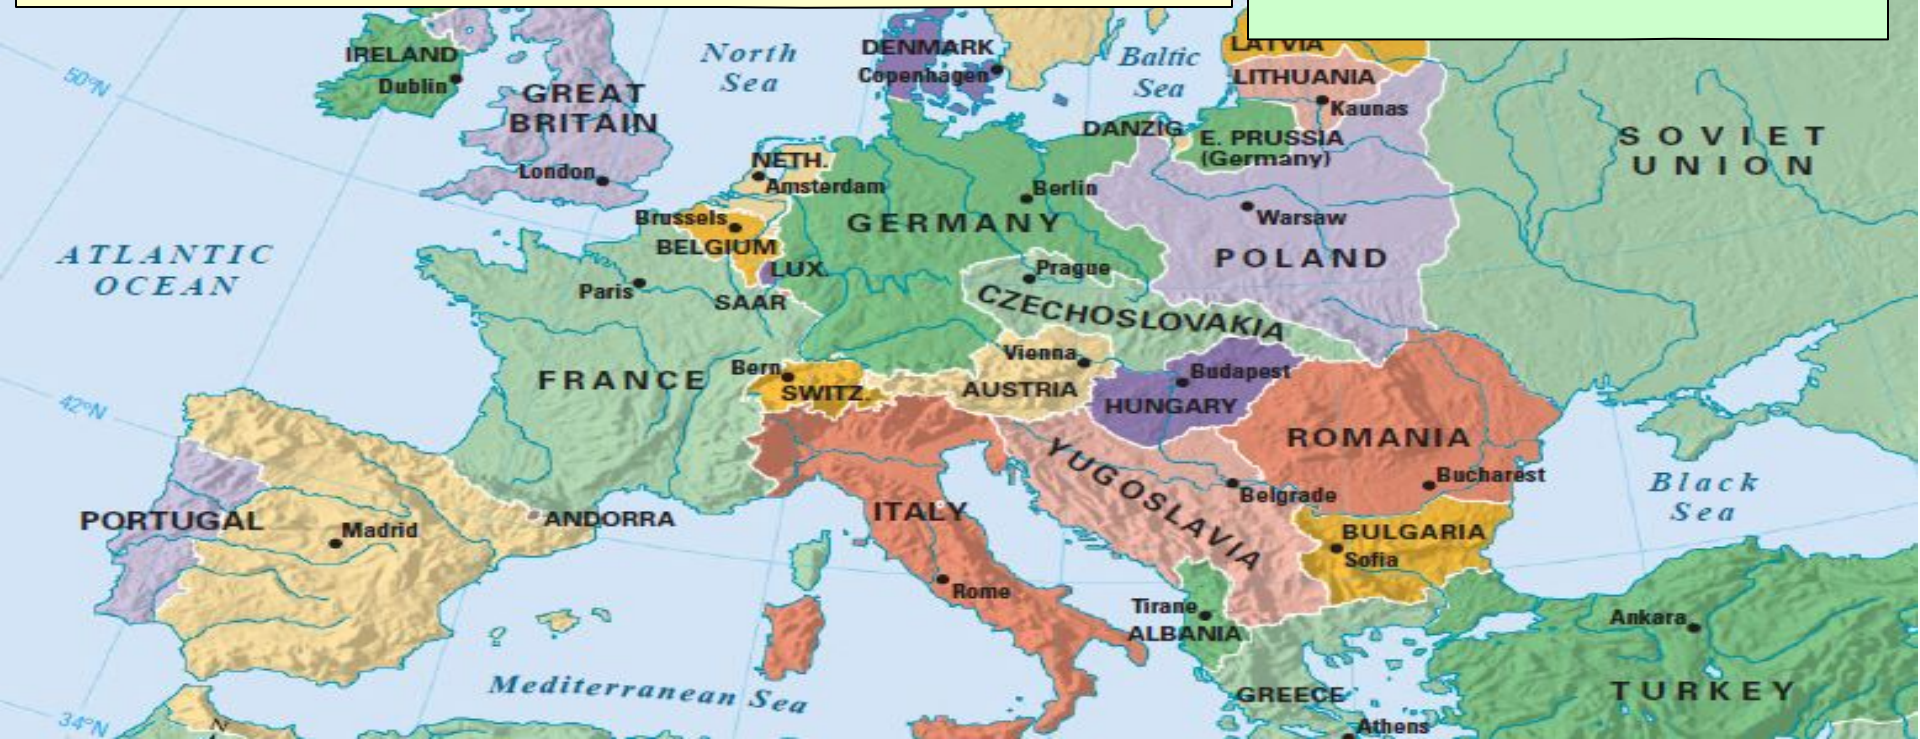 IRELAND
Dublin
GREAT
BRITAIN
London
North
Sea
DENMARK
Copenhagen
Baltic
Sea
LATVIA
LITHUANIA
Kaunas
DANZIG
E. PRUSSIA
(Germany)
SOVIET
UNION
50°N
NETH.
Amsterdam
Berlin
GERMANY
Brussels
BELGIUM
LUX.
SAAR
Paris
Warsaw
POLAND
Prague
CZECHOSLOVAKIA
ATLANTIC
OCEAN
FRANCE
Bern
SWITZ.
Vienna
AUSTRIA
Budapest
HUNGARY
ROMANIA
Bucharest
42°N
YUGOSLAVIA
Belgrade
Black
Sea
PORTUGAL
Madrid
ANDORRA
ITALY
Rome
BULGARIA
Sofia
Tirane
ALBANIA
Ankara
TURKEY
GREECE
Athens
Mediterranean Sea
34°N
N